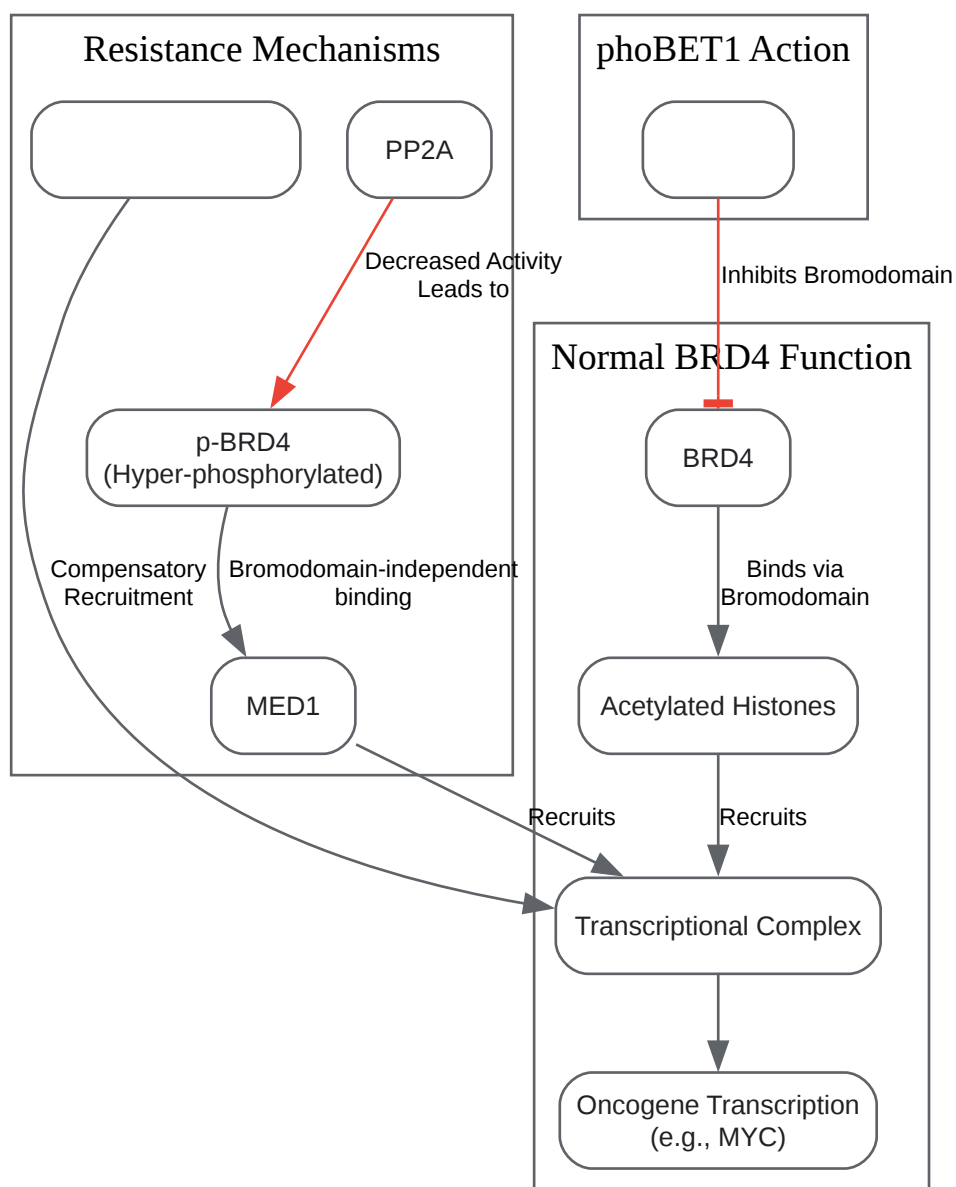 Resistance Mechanisms
phoBET1 Action
PP2A
Decreased Activity
Leads to
Inhibits Bromodomain
Normal BRD4 Function
p-BRD4
(Hyper-phosphorylated)
BRD4
Compensatory
Recruitment
Bromodomain-independent
binding
Binds via
Bromodomain
MED1
Acetylated Histones
Recruits
Recruits
Transcriptional Complex
Oncogene Transcription
(e.g., MYC)